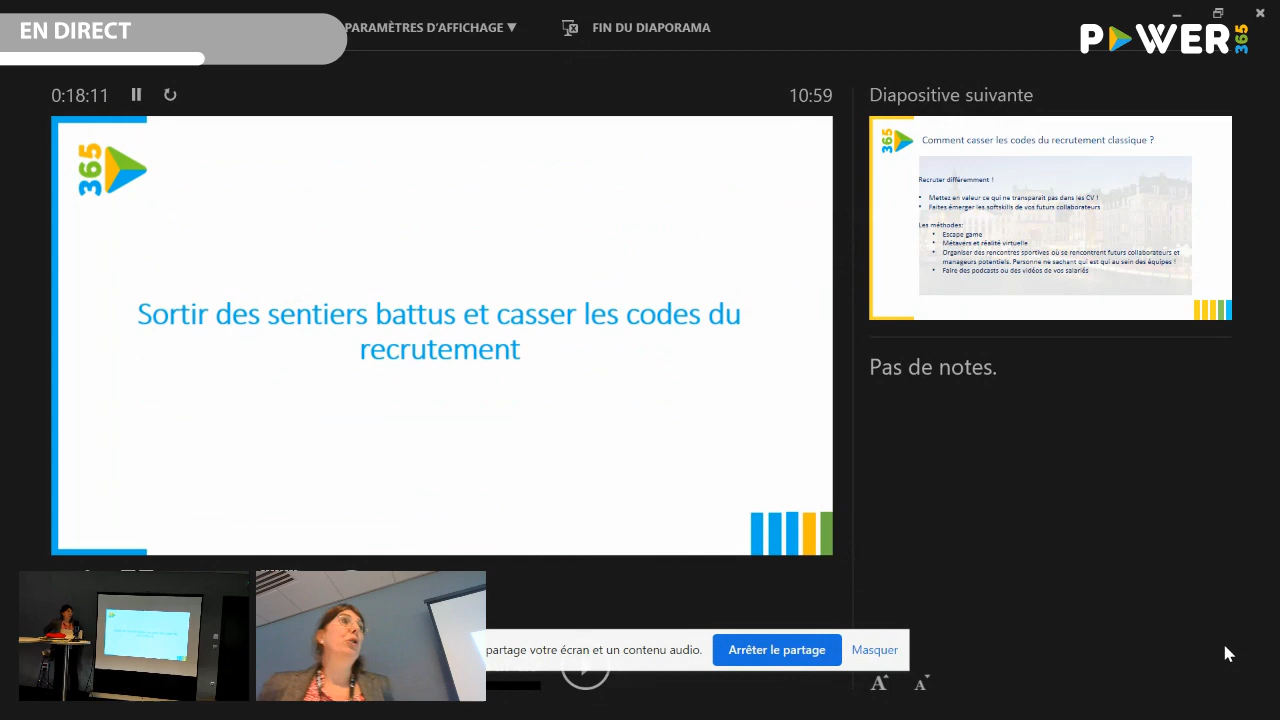 EN DIRECT
PARAMÈTRES D'AFFICHAGE ▼
FIN DU DIAPORAMA
POWER
365
0:18:11
10:59
Diapositive suivante
365
Sortir des sentiers battus et casser les codes du
recrutement
365
Comment casser les codes du recrutement classique ?
Recruter différemment !
• Mettez en valeur ce qui ne transparait pas dans les CV !
• Faites émerger les softskills de vos futurs collaborateurs
Les méthodes:
• Escape game
• Métavers et réalité virtuelle
• Organiser des rencontres sportives où se rencontrent futurs collaborateurs et
manageurs potentiels. Personne ne sachant qui est qui au sein des équipes !
• Faire des podcasts ou des vidéos de vos salariés
Pas de notes.
partage votre écran et un contenu audio.
Arrêter le partage
Masquer
A A